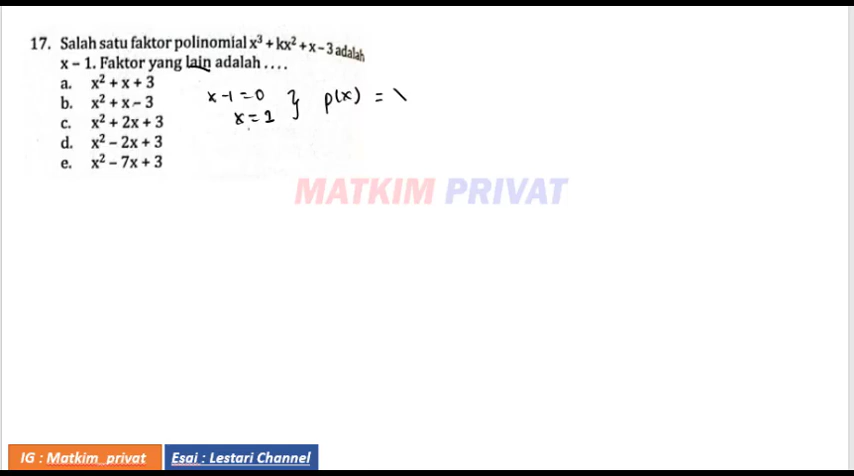 17. Salah satu faktor polinomial x³ + kx² + x – 3 adalah
x – 1. Faktor yang lain adalah ....
a. x² + x + 3
b. x² + x – 3
c. x² + 2x + 3
d. x² – 2x + 3
e. x² – 7x + 3
x-1=0
x=1
} p(x) = \
MATKIM PRIVAT
IG : Matkim_privat
Esai : Lestari Channel